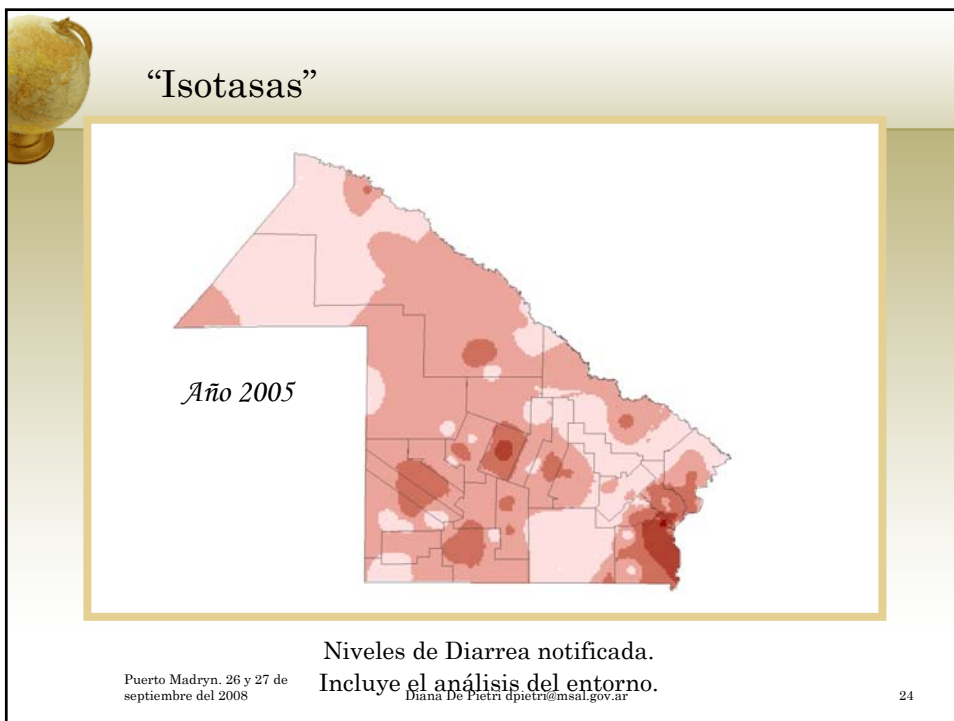 “Isotasas”
Año 2005
Niveles de Diarrea notificada.
Incluye el análisis del entorno.
Puerto Madryn. 26 y 27 de
septiembre del 2008
Diana De Pietri dpietri@msal.gov.ar
24